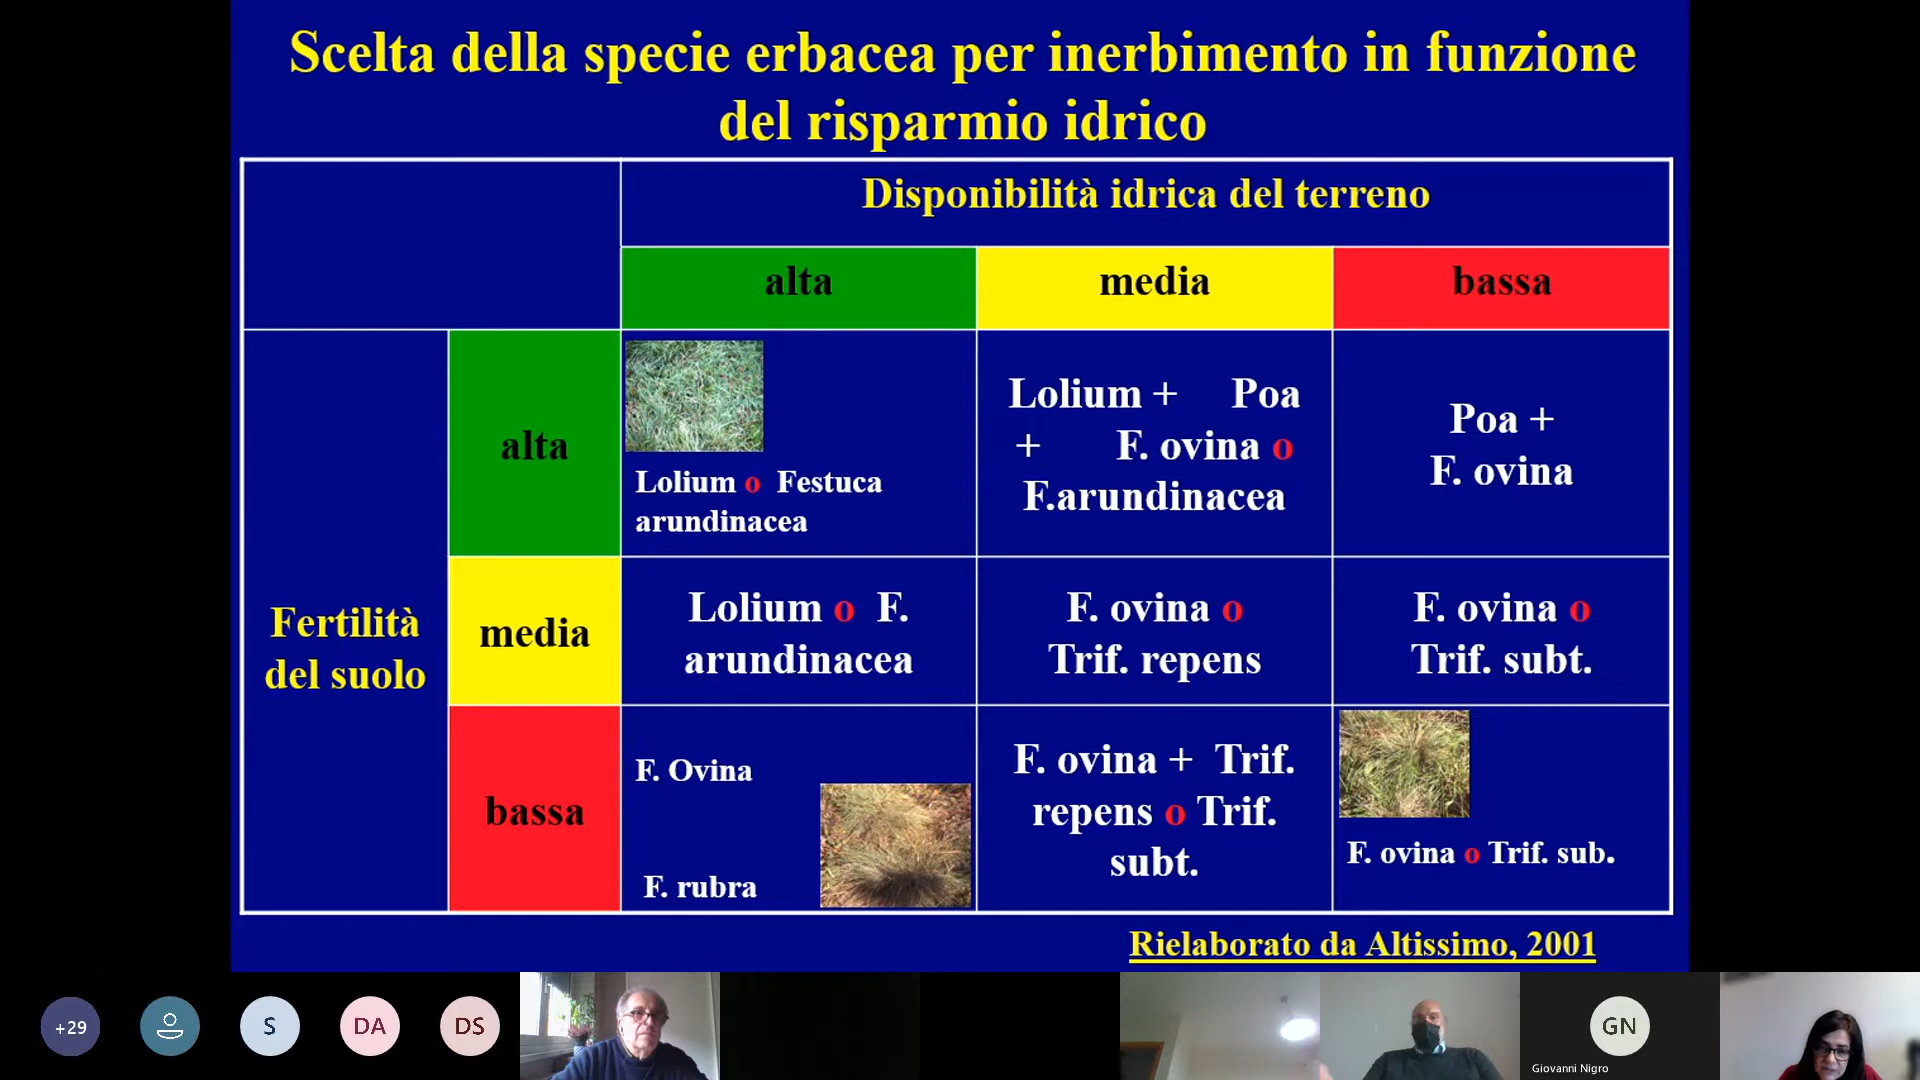 Scelta della specie erbacea per inerbimento in funzione
del risparmio idrico
Disponibilità idrica del terreno
alta
media
bassa
Fertilità
del suolo
alta
Lolium o Festuca
arundinacea
Lolium + Poa
+ F. ovina o
F.arundinacea
Poa +
F. ovina
media
Lolium o F.
arundinacea
F. ovina o
Trif. repens
F. ovina o
Trif. subt.
bassa
F. Ovina
F. rubra
F. ovina + Trif.
repens o Trif.
subt.
F. ovina o Trif. sub.
Rielaborato da Altissimo, 2001
+29
S
DA
DS
GN
Giovanni Nigro